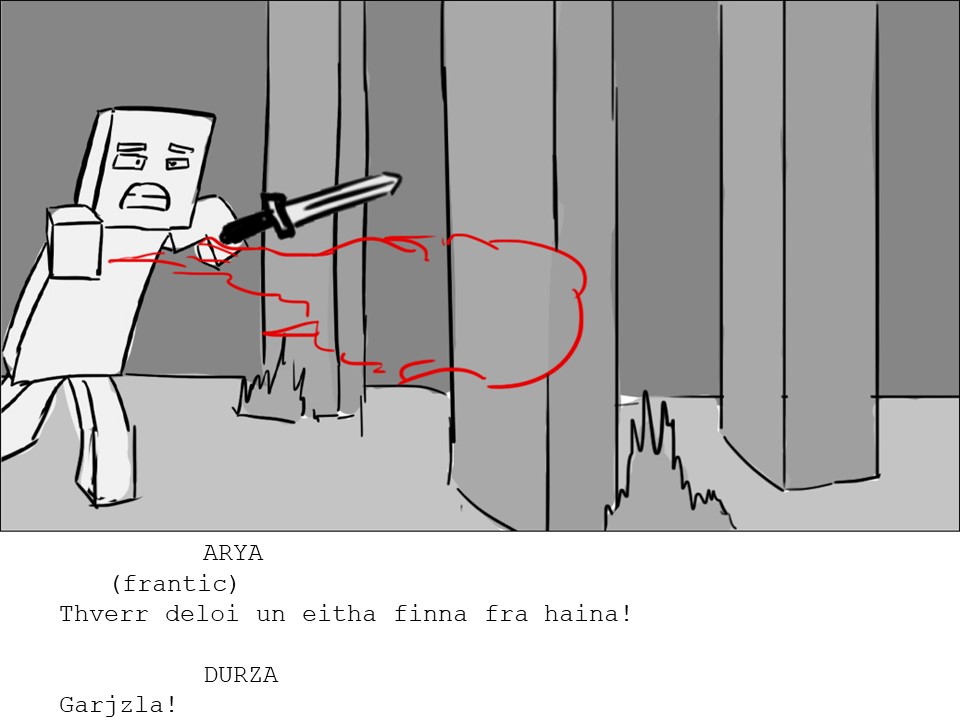 ARYA
(frantic)
Thverr deloi un eitha finna fra haina!
DURZA
Garjzla!